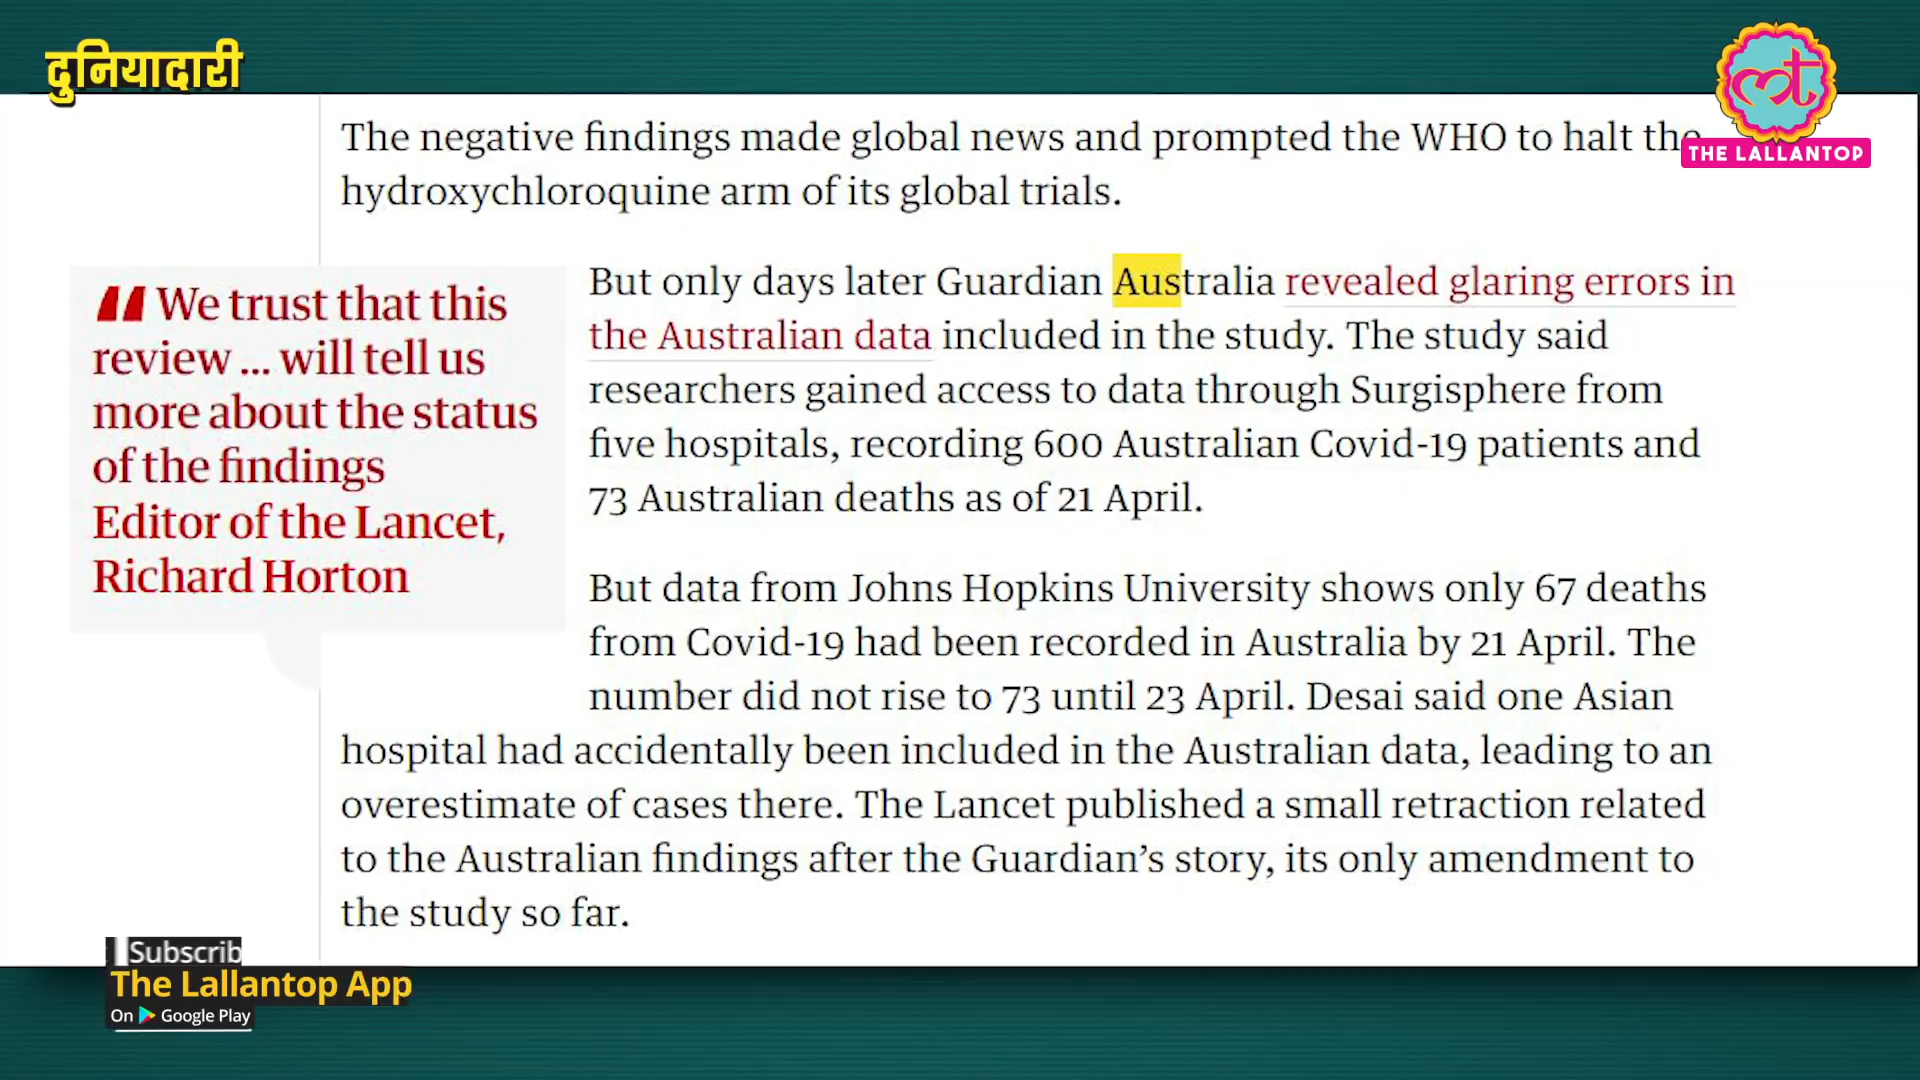 दुनियादारी
THE LALLANTOP
The negative findings made global news and prompted the WHO to halt the
hydroxychloroquine arm of its global trials.
We trust that this
review ... will tell us
more about the status
of the findings
Editor of the Lancet,
Richard Horton
But only days later Guardian Australia revealed glaring errors in
the Australian data included in the study. The study said
researchers gained access to data through Surgisphere from
five hospitals, recording 600 Australian Covid-19 patients and
73 Australian deaths as of 21 April.
But data from Johns Hopkins University shows only 67 deaths
from Covid-19 had been recorded in Australia by 21 April. The
number did not rise to 73 until 23 April. Desai said one Asian
hospital had accidentally been included in the Australian data, leading to an
overestimate of cases there. The Lancet published a small retraction related
to the Australian findings after the Guardian’s story, its only amendment to
the study so far.
Subscrib
The Lallantop App
On Google Play